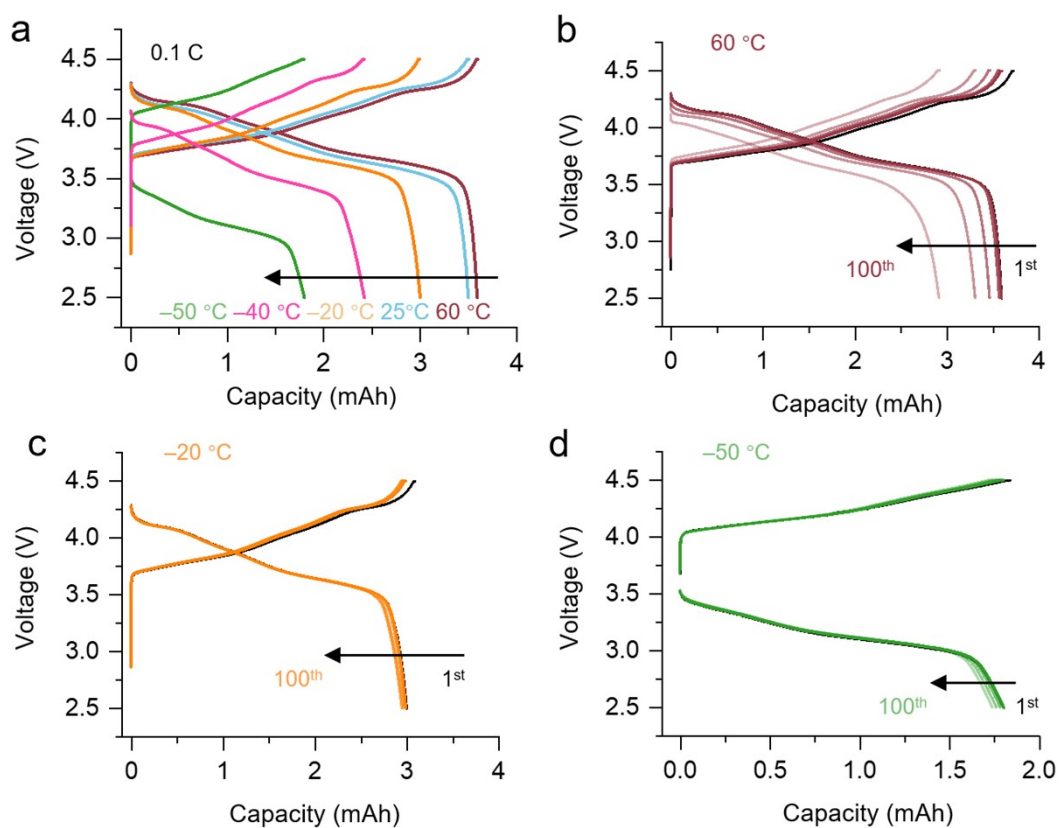 a
0.1 C
4.5
4.0
3.5
3.0
2.5
Voltage (V)
–50 °C –40 °C –20 °C 25°C 60 °C
0 1 2 3 4
Capacity (mAh)
b
60 °C
4.5
4.0
3.5
3.0
2.5
Voltage (V)
100th 1st
0 1 2 3 4
Capacity (mAh)
c
–20 °C
4.5
4.0
3.5
3.0
2.5
Voltage (V)
100th 1st
0 1 2 3 4
Capacity (mAh)
d
–50 °C
4.5
4.0
3.5
3.0
2.5
Voltage (V)
100th 1st
0.0 0.5 1.0 1.5 2.0
Capacity (mAh)